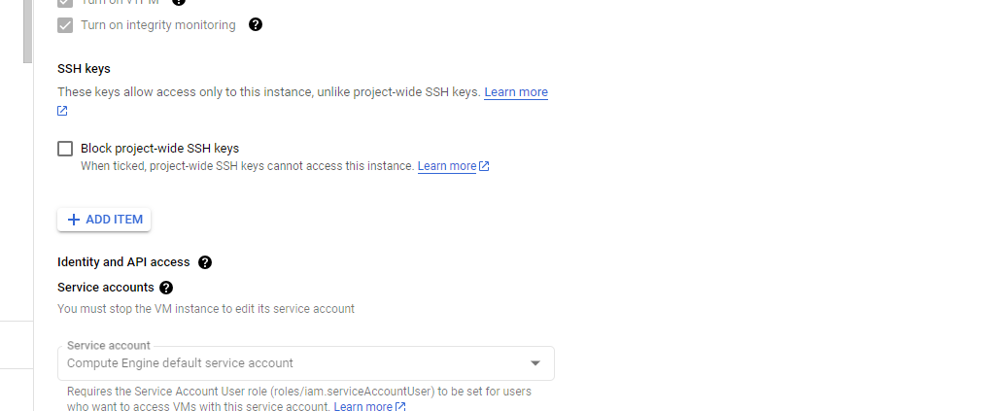 Turn on vTPM
Turn on integrity monitoring
SSH keys
These keys allow access only to this instance, unlike project-wide SSH keys. Learn more
Block project-wide SSH keys
When ticked, project-wide SSH keys cannot access this instance. Learn more
+ ADD ITEM
Identity and API access
Service accounts
You must stop the VM instance to edit its service account
Service account
Compute Engine default service account
Requires the Service Account User role (roles/iam.serviceAccountUser) to be set for users
who want to access VMs with this service account. Learn more